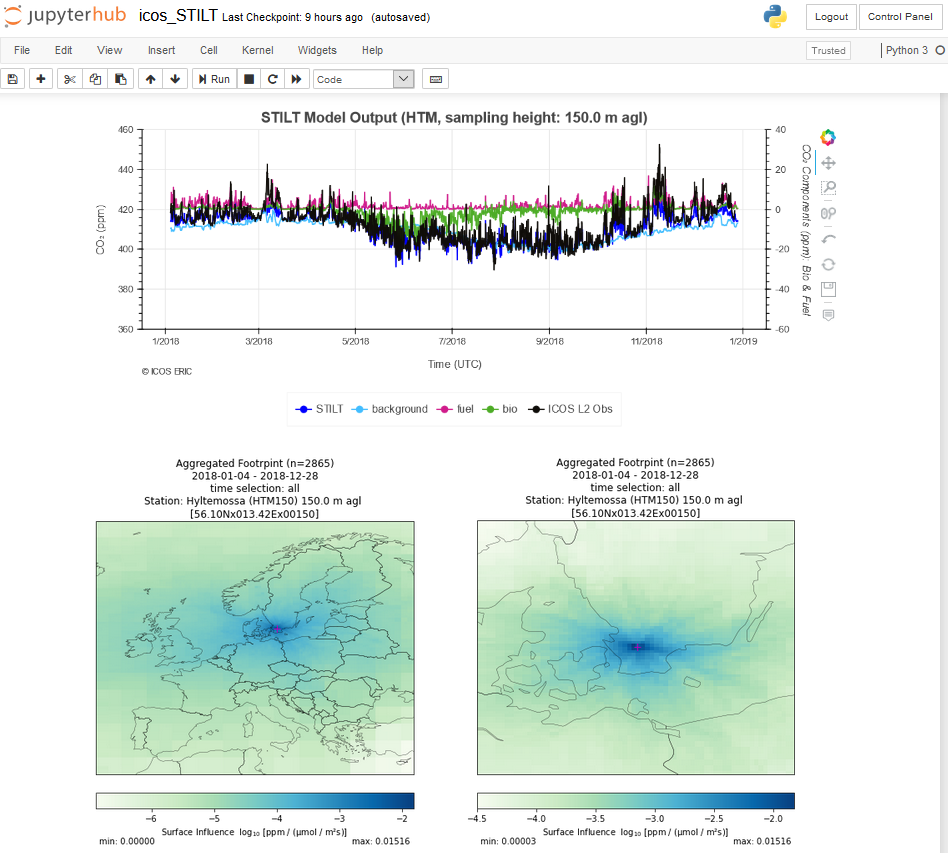 jupyterhub icos_STILT Last Checkpoint: 9 hours ago (autosaved) Logout Control Panel
File Edit View Insert Cell Kernel Widgets Help Trusted Python 3
Run Code
STILT Model Output (HTM, sampling height: 150.0 m agl)
460 40
440 20
420 0
400 -20
380 -40
360 -60
CO₂ (ppm)
CO₂ Components (ppm): Bio & Fuel
1/2018 3/2018 5/2018 7/2018 9/2018 11/2018 1/2019
Time (UTC)
© ICOS ERIC
STILT background fuel bio ICOS L2 Obs
Aggregated Footrpint (n=2865)
2018-01-04 - 2018-12-28
time selection: all
Station: Hyltemossa (HTM150) 150.0 m agl
[56.10Nx013.42Ex00150]
−6 −5 −4 −3 −2
Surface Influence log₁₀ [ppm / (μmol / m²s)]
min: 0.00000 max: 0.01516
Aggregated Footrpint (n=2865)
2018-01-04 - 2018-12-28
time selection: all
Station: Hyltemossa (HTM150) 150.0 m agl
[56.10Nx013.42Ex00150]
−4.5 −4.0 −3.5 −3.0 −2.5 −2.0
Surface Influence log₁₀ [ppm / (μmol / m²s)]
min: 0.00003 max: 0.01516